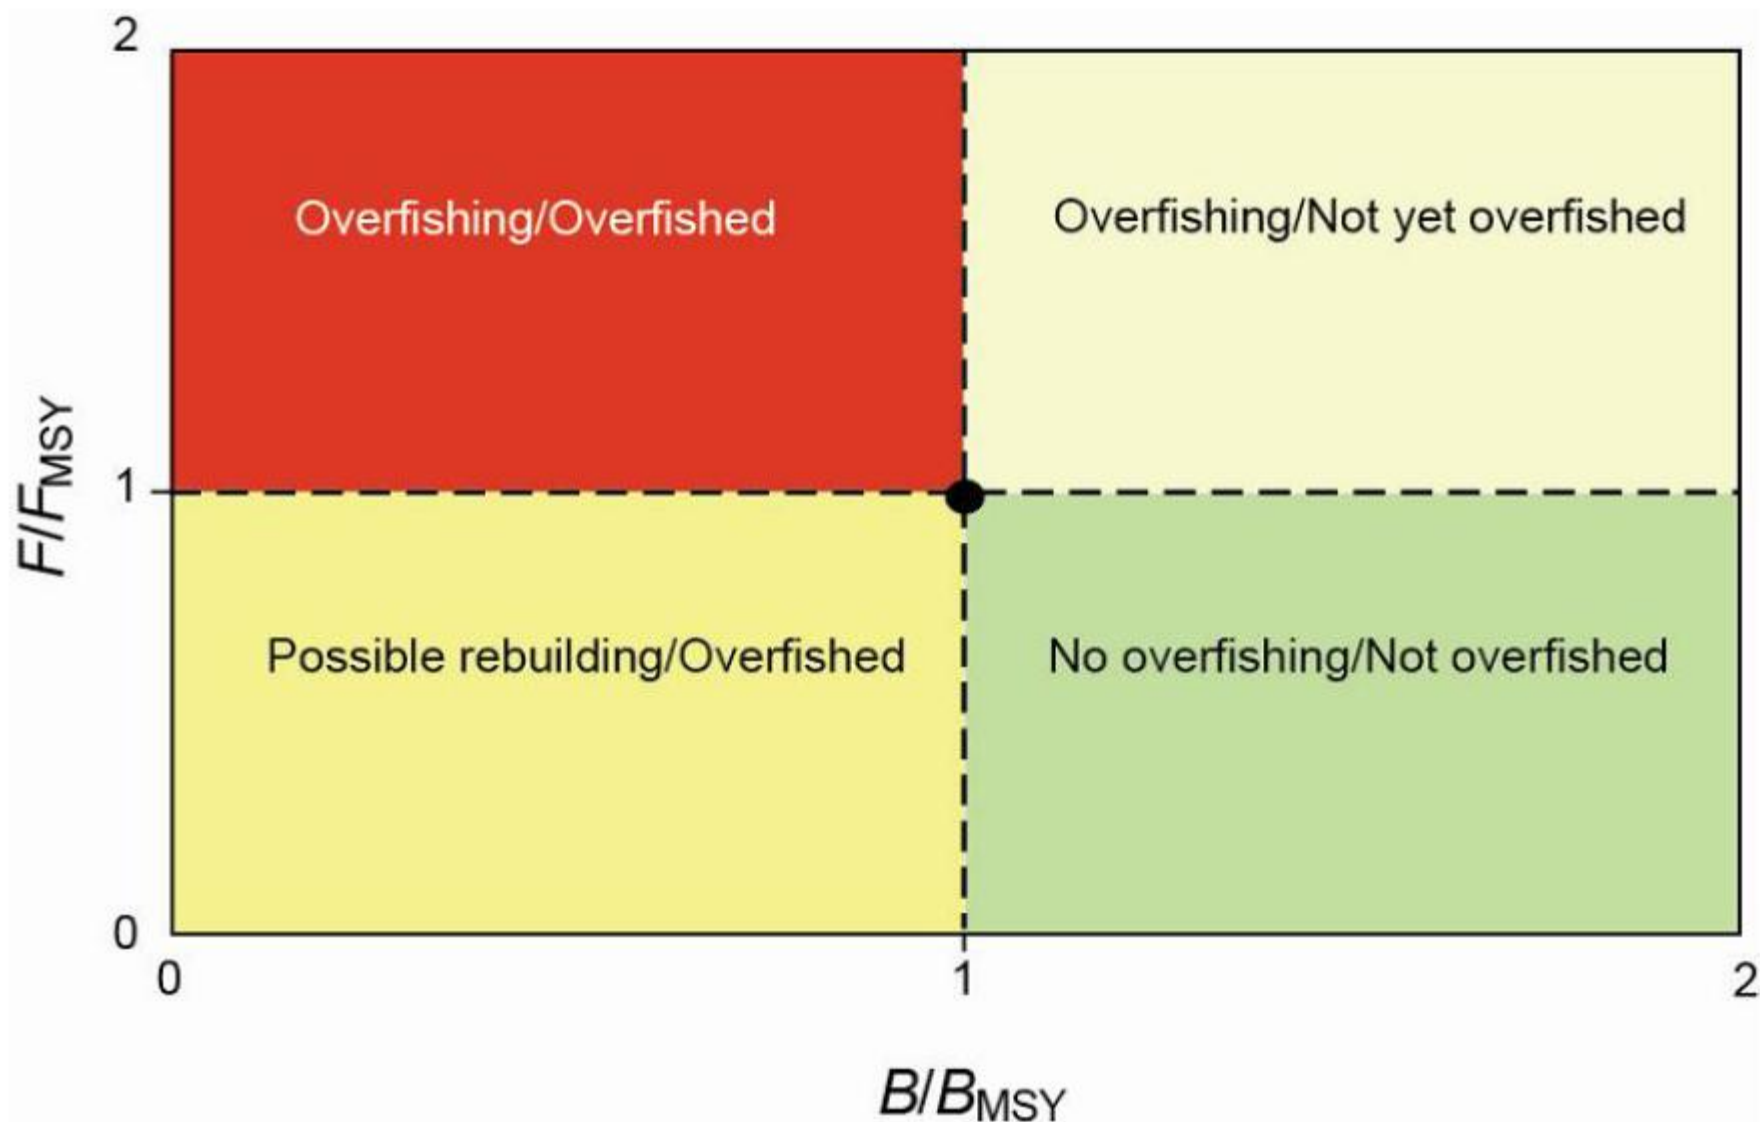 2
Overfishing/Overfished
Overfishing/Not yet overfished
F/FMSY
1
Possible rebuilding/Overfished
No overfishing/Not overfished
0
0
1
2
B/BMSY